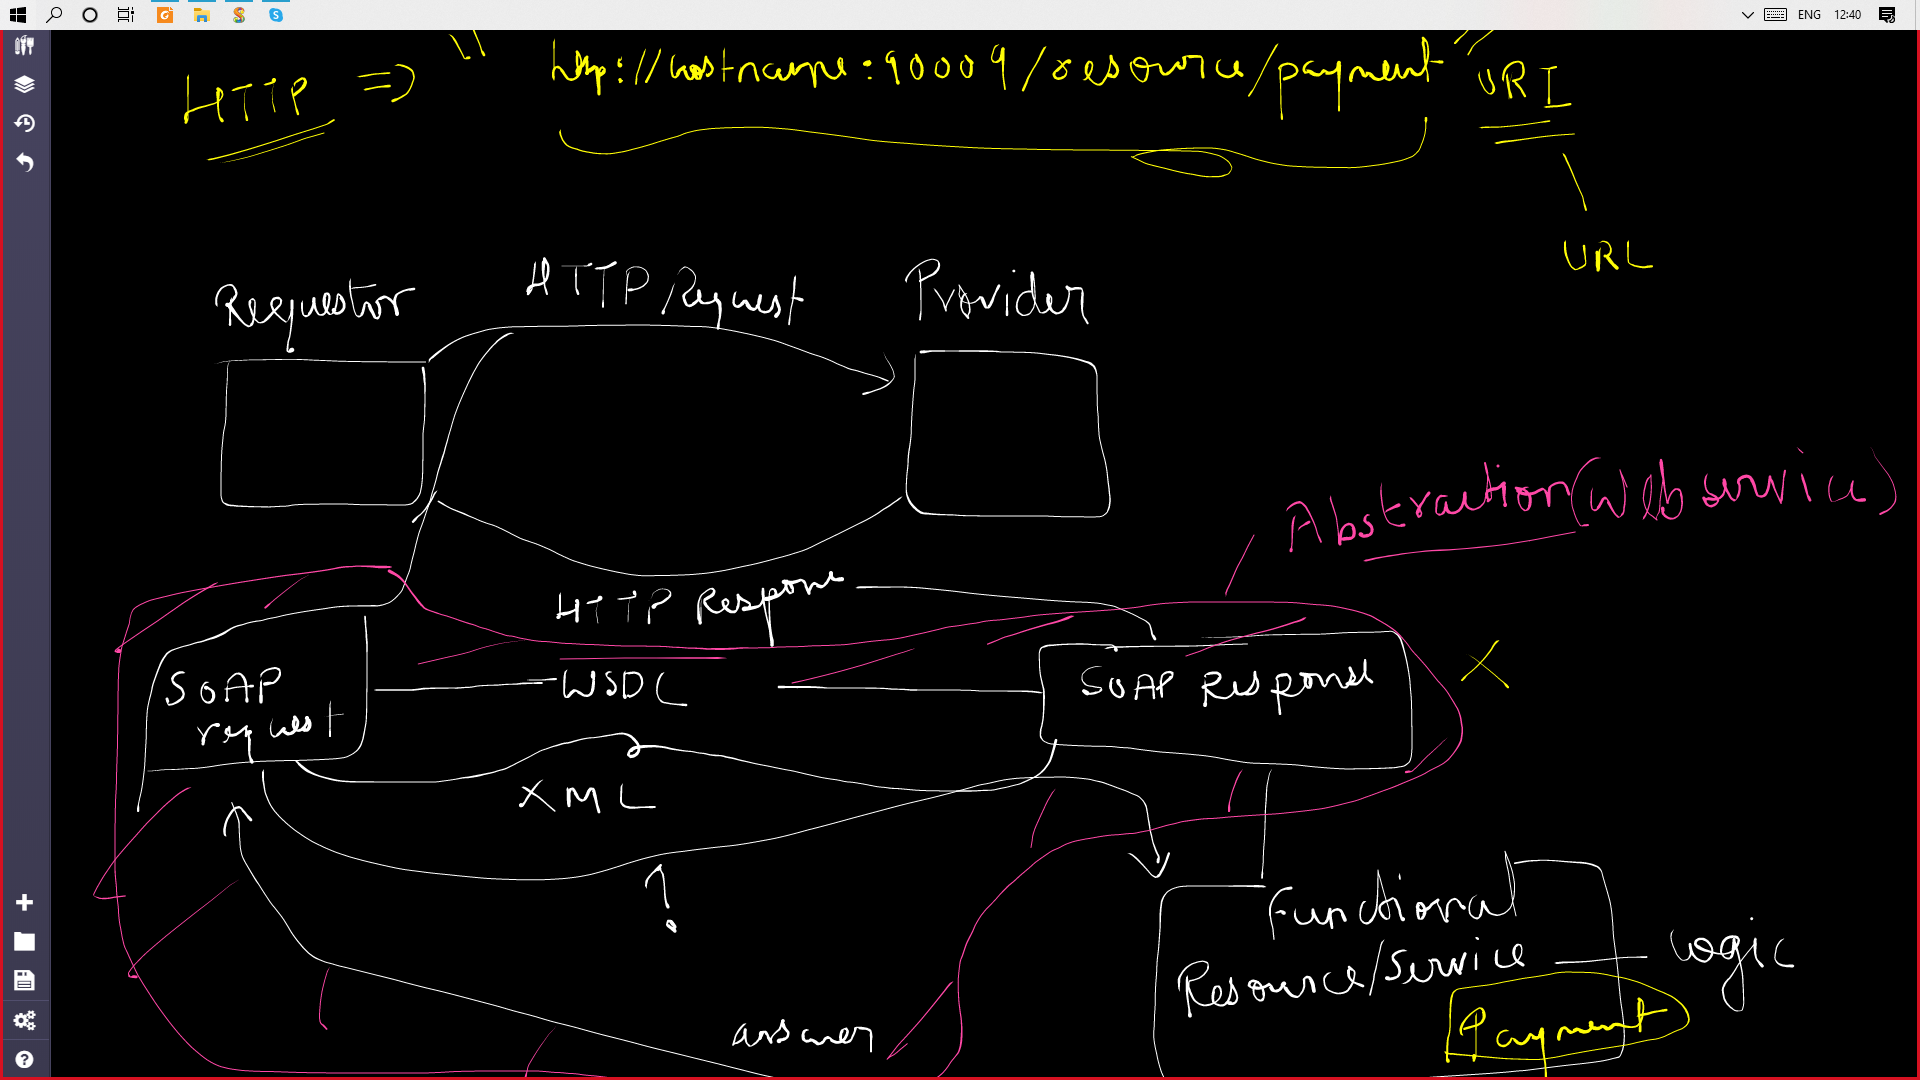 ENG 12:40
HTTP => " http://hostname:90009/resource/payment " URI
URL
Requestor HTTP Request Provider
Abstraction (Web service)
HTTP Response
SOAP request
WSDL
SOAP Response
X
XML
?
Functional Resource/Service
logic
Payment
answer